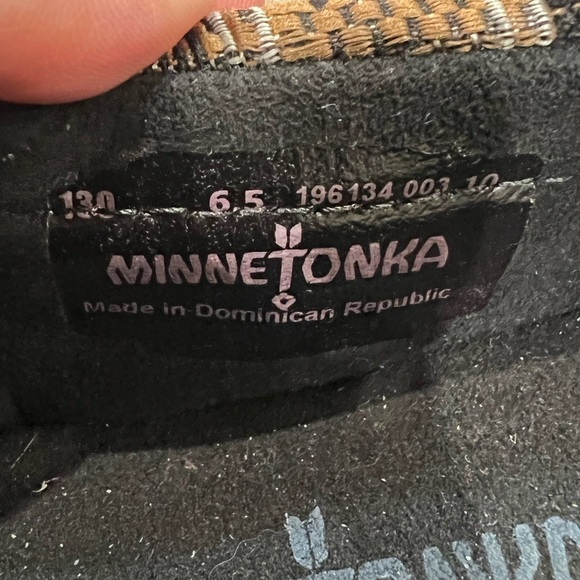 130 6.5 196134 003 10
MINNETONKA
Made in Dominican Republic